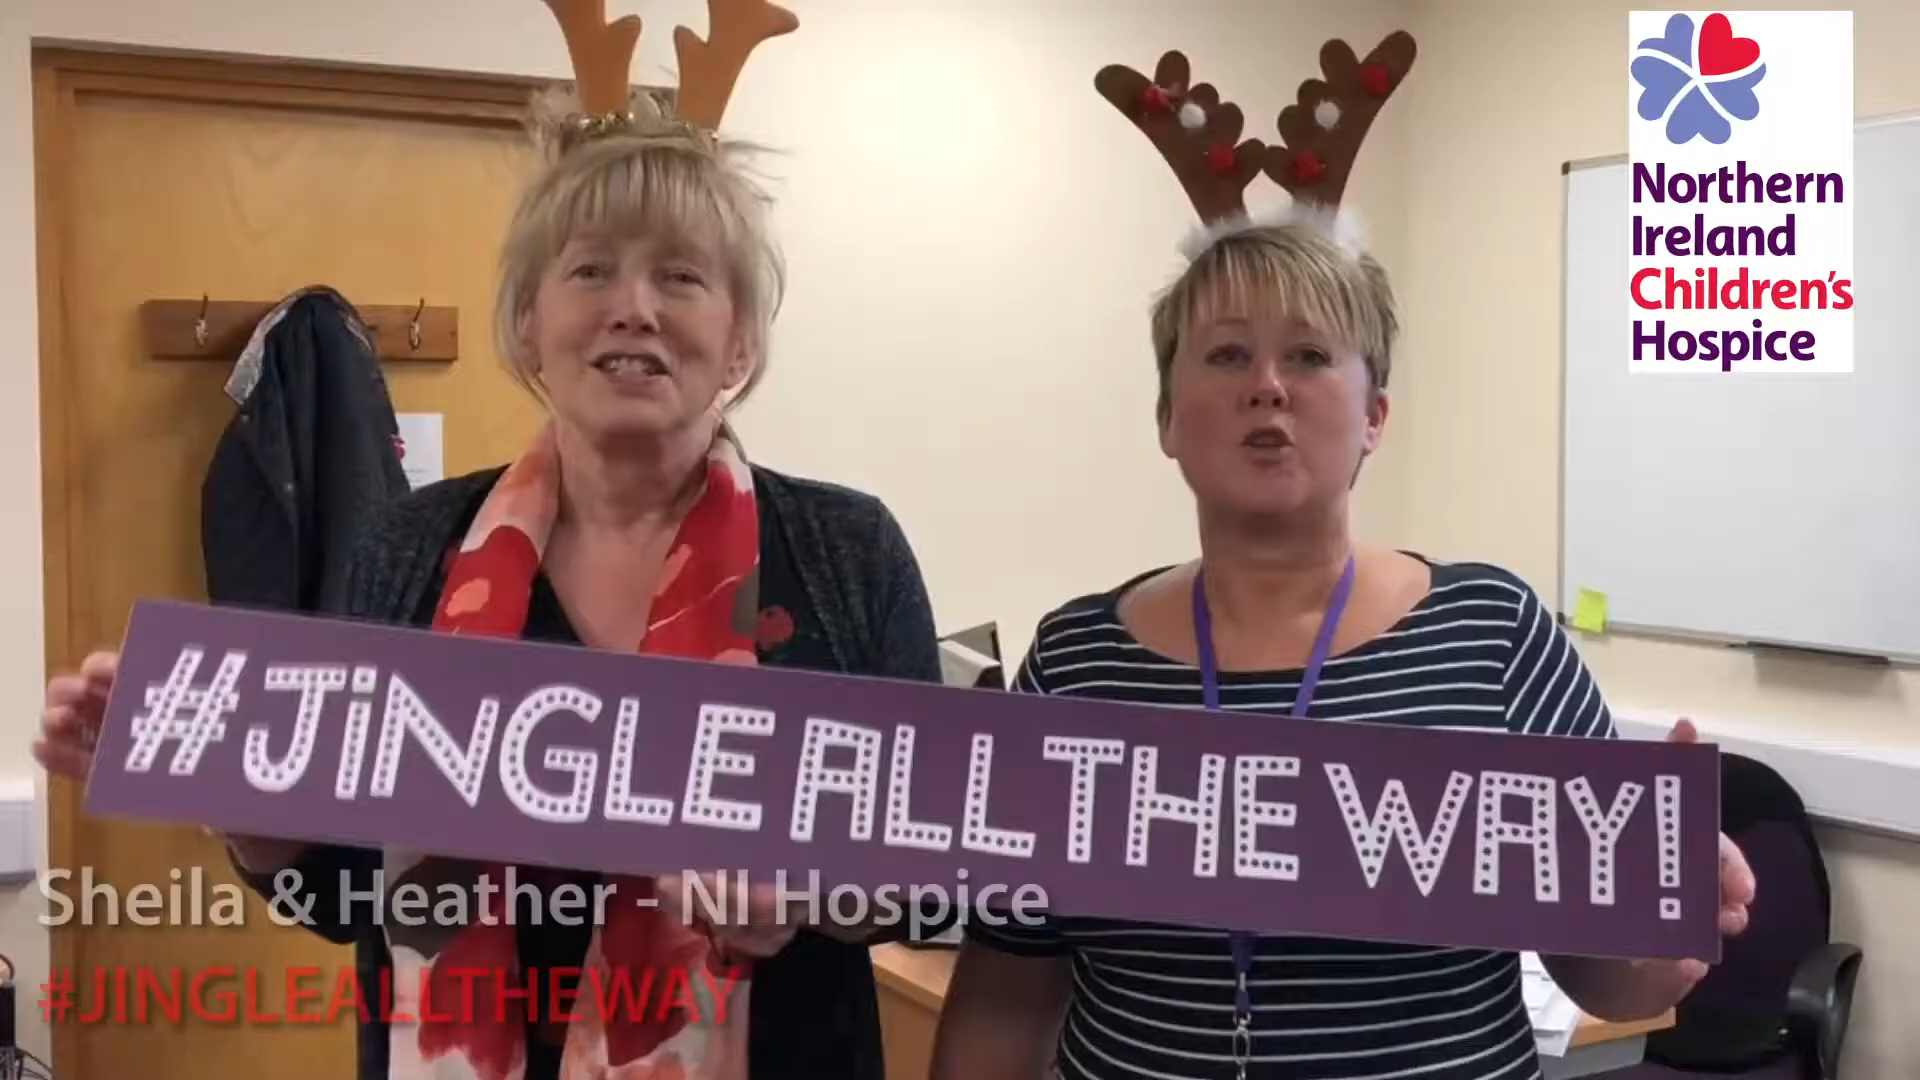 Northern
Ireland
Children's
Hospice
#JiNGLE ALL THE WAY!
Sheila & Heather - NI Hospice
#JINGLEALLTHEWAY